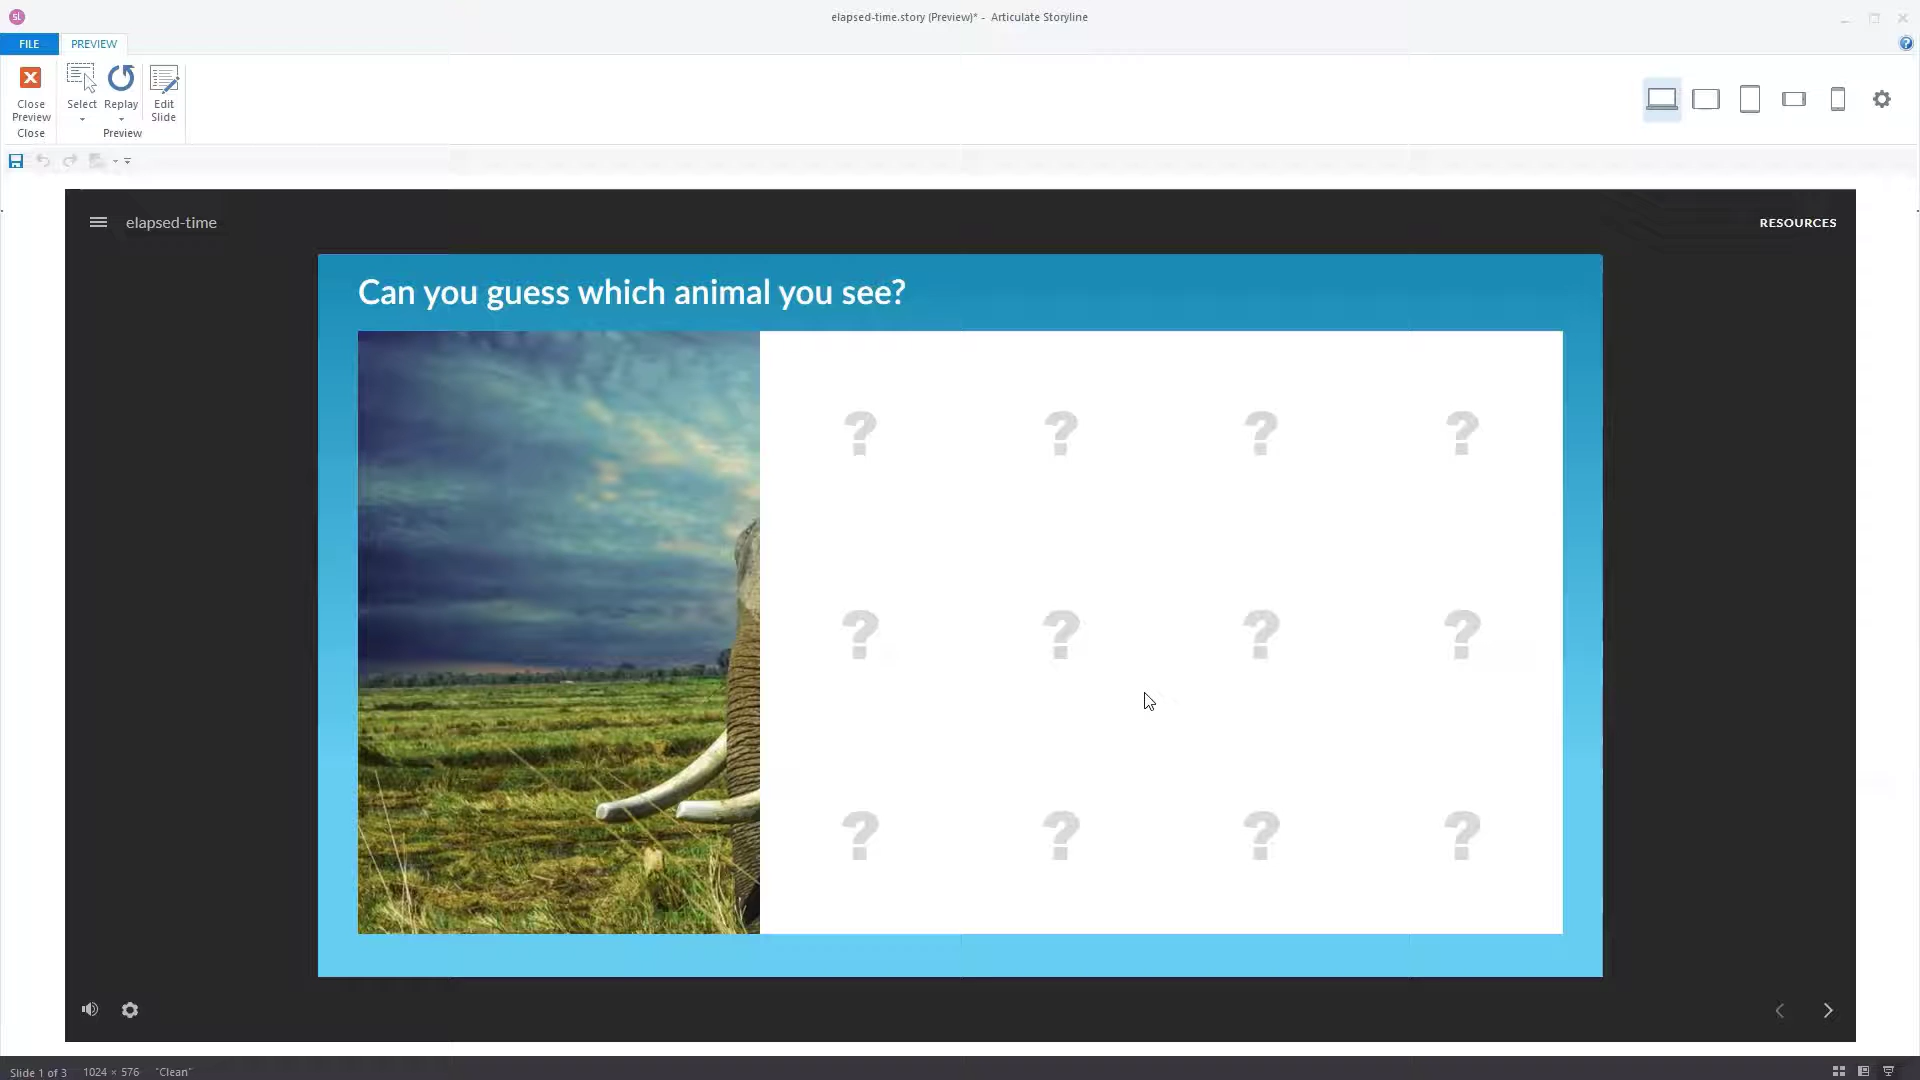 sl
elapsed-time.story (Preview)* - Articulate Storyline
FILE
PREVIEW
?
Close Preview
Select
Replay
Edit Slide
Close
Preview
elapsed-time
RESOURCES
Can you guess which animal you see?
? ? ? ?
? ? ? ?
? ? ? ?
Slide 1 of 3
1024 × 576
"Clean"